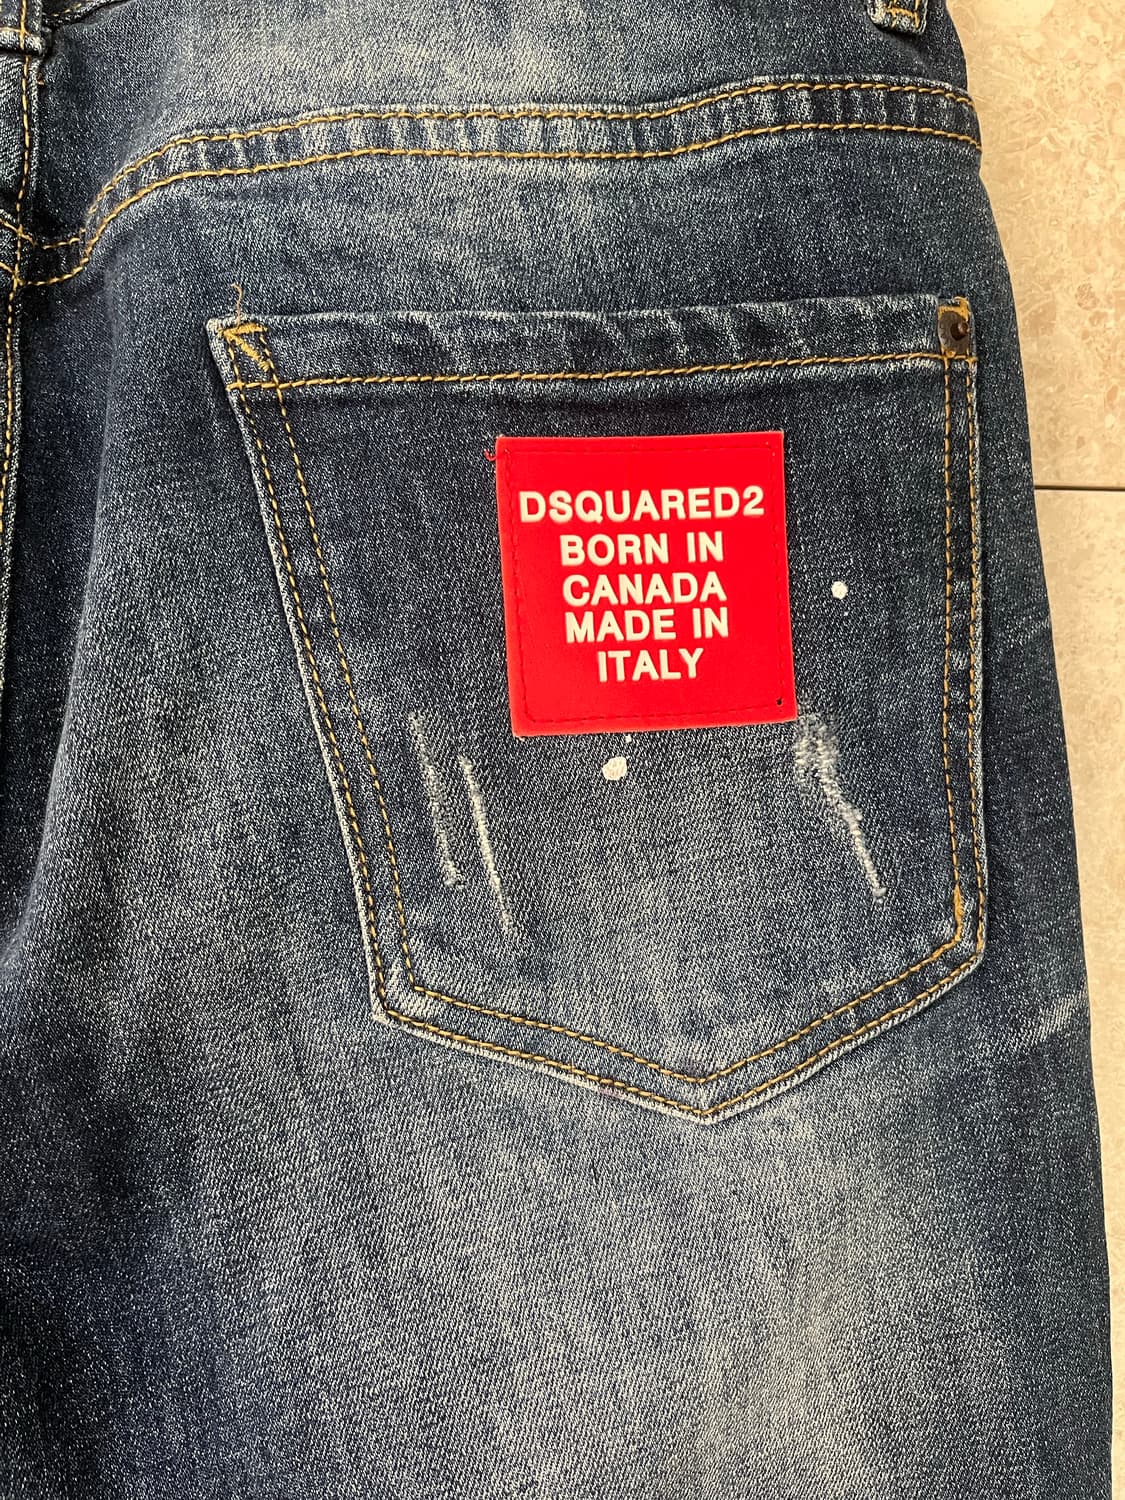 DSQUARED2
BORN IN
CANADA
MADE IN
ITALY